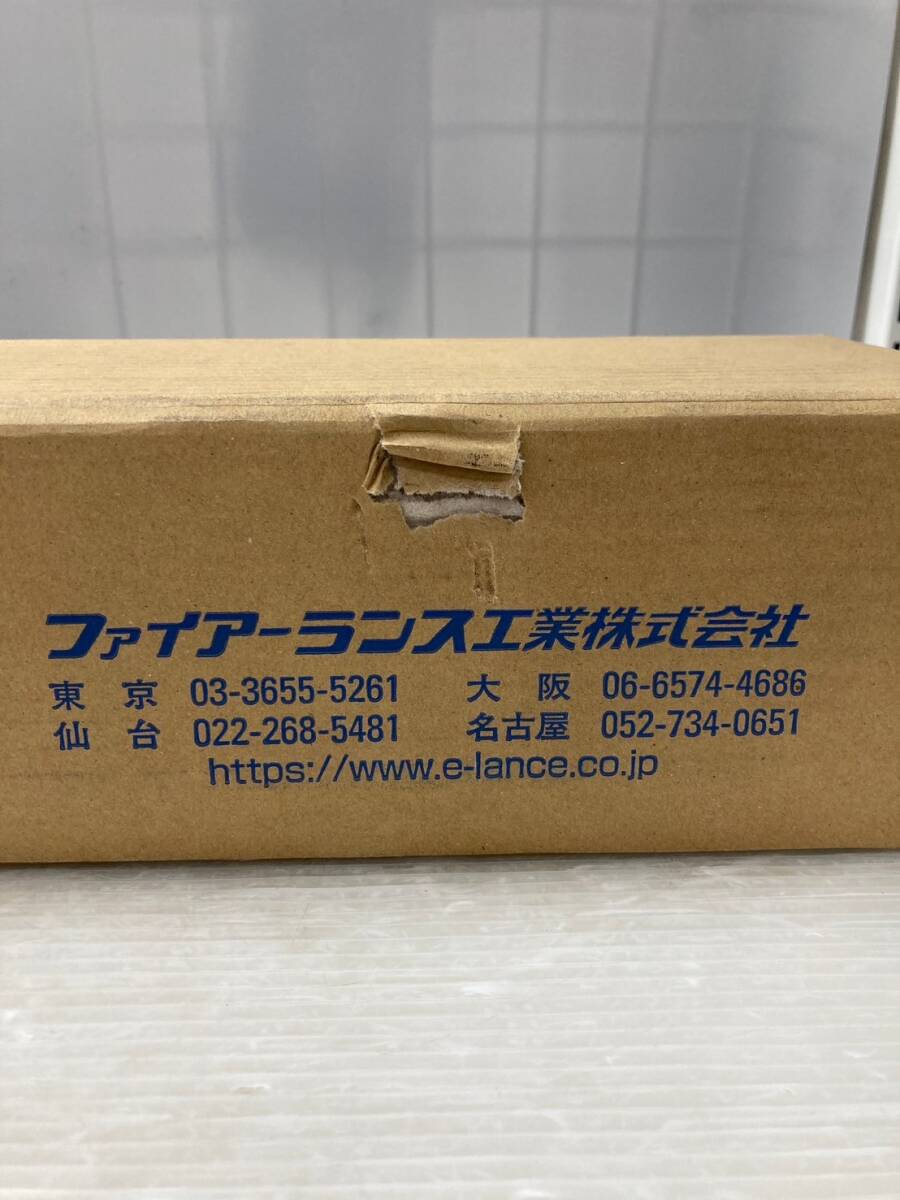 ファイアーランス工業株式会社
東京 03-3655-5261 大阪 06-6574-4686
仙台 022-268-5481 名古屋 052-734-0651
https://www.e-lance.co.jp